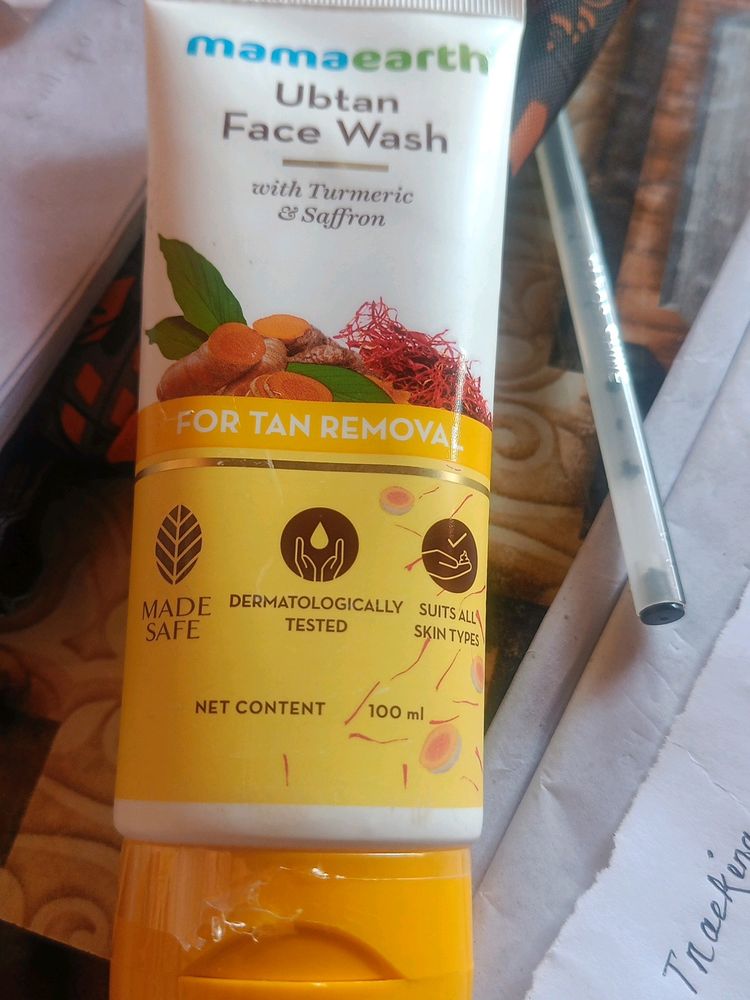 mamaearth
Ubtan
Face Wash
with Turmeric
& Saffron
FOR TAN REMOVAL
MADE
SAFE
DERMATOLOGICALLY
TESTED
SUITS ALL
SKIN TYPES
NET CONTENT 100 ml
Tracking